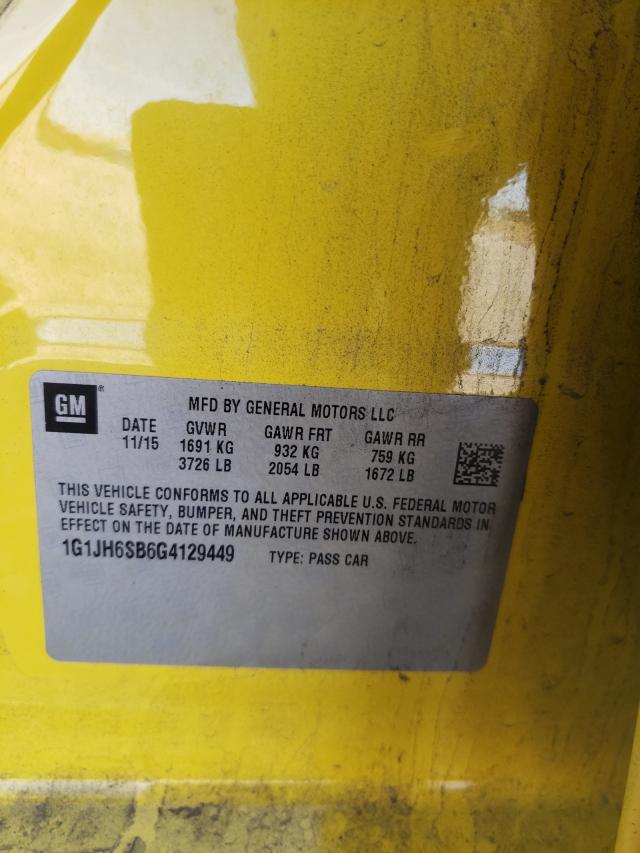 GM® MFD BY GENERAL MOTORS LLC
DATE GVWR GAWR FRT GAWR RR
11/15 1691 KG 932 KG 759 KG
3726 LB 2054 LB 1672 LB
THIS VEHICLE CONFORMS TO ALL APPLICABLE U.S. FEDERAL MOTOR
VEHICLE SAFETY, BUMPER, AND THEFT PREVENTION STANDARDS IN
EFFECT ON THE DATE OF MANUFACTURE SHOWN ABOVE.
1G1JH6SB6G4129449 TYPE: PASS CAR